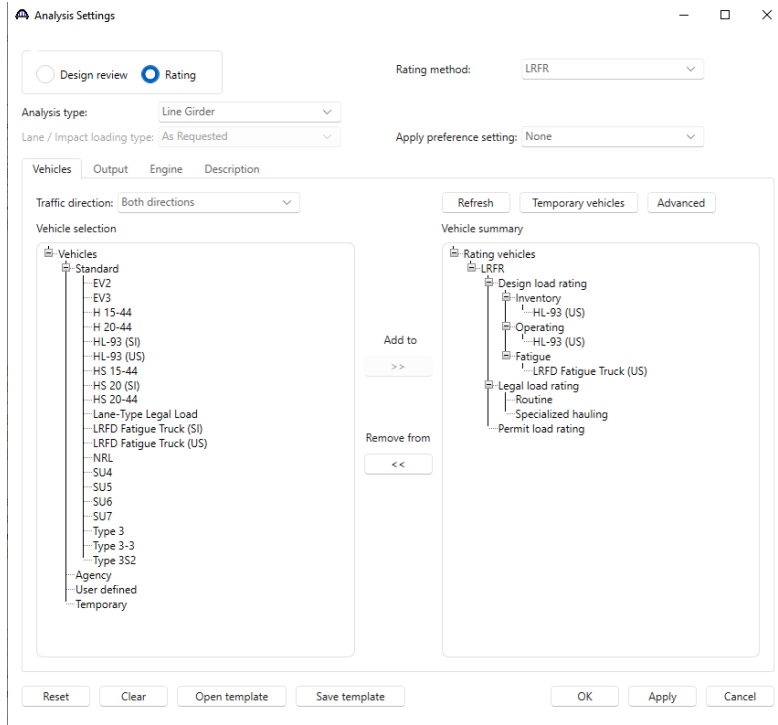 Analysis Settings
Design review
Rating
Rating method:
LRFR
Analysis type:
Line Girder
Lane / Impact loading type:
As Requested
Apply preference setting:
None
Vehicles
Output
Engine
Description
Traffic direction:
Both directions
Refresh
Temporary vehicles
Advanced
Vehicle selection
Vehicles
Standard
EV2
EV3
H 15-44
H 20-44
HL-93 (SI)
HL-93 (US)
HS 15-44
HS 20 (SI)
HS 20-44
Lane-Type Legal Load
LRFD Fatigue Truck (SI)
LRFD Fatigue Truck (US)
NRL
SU4
SU5
SU6
SU7
Type 3
Type 3-3
Type 3S2
Agency
User defined
Temporary
Add to
>>
Remove from
<<
Vehicle summary
Rating vehicles
LRFR
Design load rating
Inventory
HL-93 (US)
Operating
HL-93 (US)
Fatigue
LRFD Fatigue Truck (US)
Legal load rating
Routine
Specialized hauling
Permit load rating
Reset
Clear
Open template
Save template
OK
Apply
Cancel